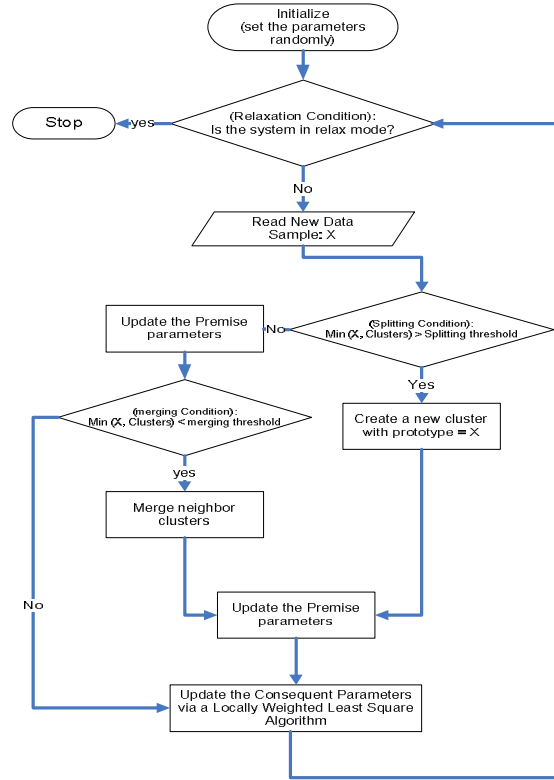 Initialize
(set the parameters
randomly)
(Relaxation Condition):
Is the system in relax mode?
yes
Stop
No
Read New Data
Sample: X
(Splitting Condition):
Min (X, Clusters) > Splitting threshold
No
Update the Premise
parameters
Yes
(merging Condition):
Min (X, Clusters) < merging threshold
Create a new cluster
with prototype = X
yes
Merge neighbor
clusters
No
Update the Premise
parameters
Update the Consequent Parameters
via a Locally Weighted Least Square
Algorithm